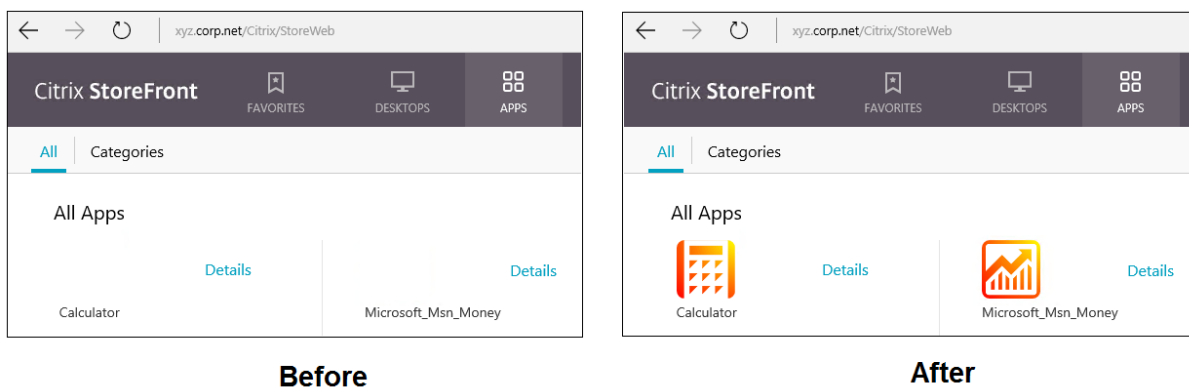 xyz.corp.net/Citrix/StoreWeb
Citrix StoreFront
FAVORITES
DESKTOPS
APPS
All
Categories
All Apps
Details
Details
Calculator
Microsoft_Msn_Money
Before
xyz.corp.net/Citrix/StoreWeb
Citrix StoreFront
FAVORITES
DESKTOPS
APPS
All
Categories
All Apps
Details
Details
Calculator
Microsoft_Msn_Money
After